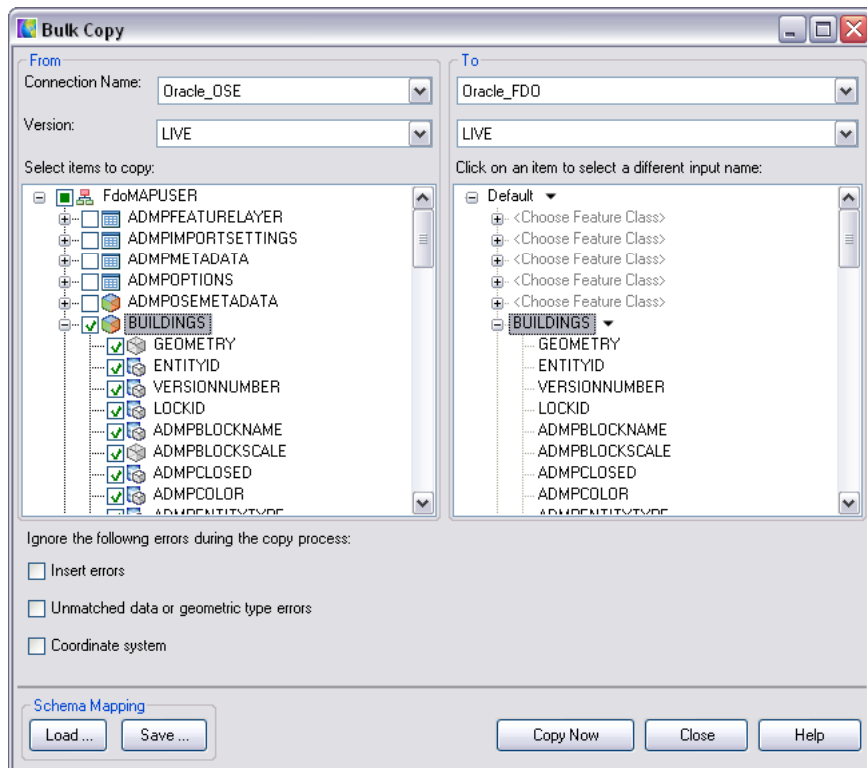 Bulk Copy
From
Connection Name:
Oracle_OSE
Version:
LIVE
Select items to copy:
FdoMAPUSER
ADMPFEATURELAYER
ADMPIMPORTSETTINGS
ADMPMETADATA
ADMPOPTIONS
ADMPOSEMETADATA
BUILDINGS
GEOMETRY
ENTITYID
VERSIONNUMBER
LOCKID
ADMPBLOCKNAME
ADMPBLOCKSCALE
ADMPCLOSED
ADMPCOLOR
ADMPENTITYTYPE
To
Oracle_FDO
LIVE
Click on an item to select a different input name:
Default
<Choose Feature Class>
<Choose Feature Class>
<Choose Feature Class>
<Choose Feature Class>
<Choose Feature Class>
BUILDINGS
GEOMETRY
ENTITYID
VERSIONNUMBER
LOCKID
ADMPBLOCKNAME
ADMPBLOCKSCALE
ADMPCLOSED
ADMPCOLOR
ADMPENTITYTYPE
Ignore the followng errors during the copy process:
Insert errors
Unmatched data or geometric type errors
Coordinate system
Schema Mapping
Load ...
Save ...
Copy Now
Close
Help